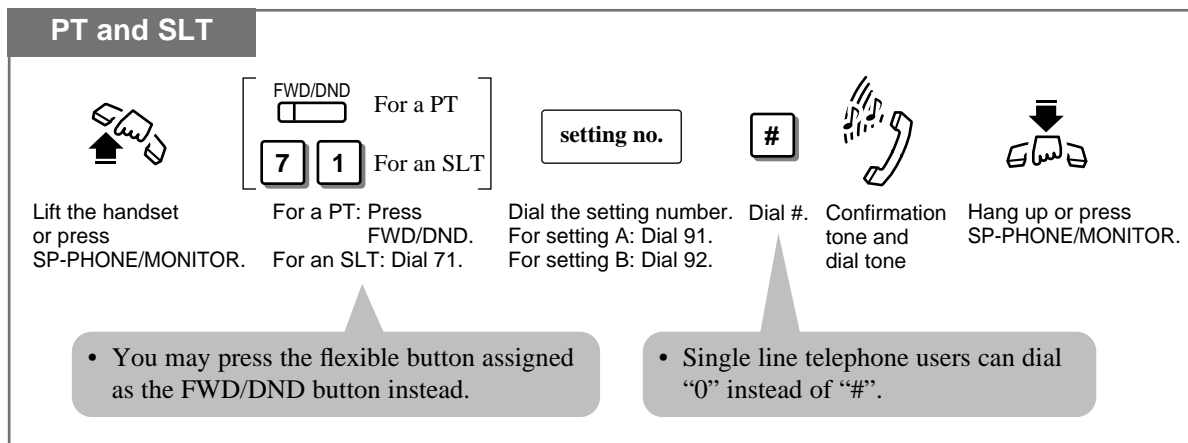 PT and SLT
FWD/DND
For a PT
7 1 For an SLT
setting no.
#
Lift the handset
or press
SP-PHONE/MONITOR.
For a PT: Press
FWD/DND.
For an SLT: Dial 71.
Dial the setting number.
For setting A: Dial 91.
For setting B: Dial 92.
Dial #.
Confirmation
tone and
dial tone
Hang up or press
SP-PHONE/MONITOR.
• You may press the flexible button assigned
as the FWD/DND button instead.
• Single line telephone users can dial
“0” instead of “#”.